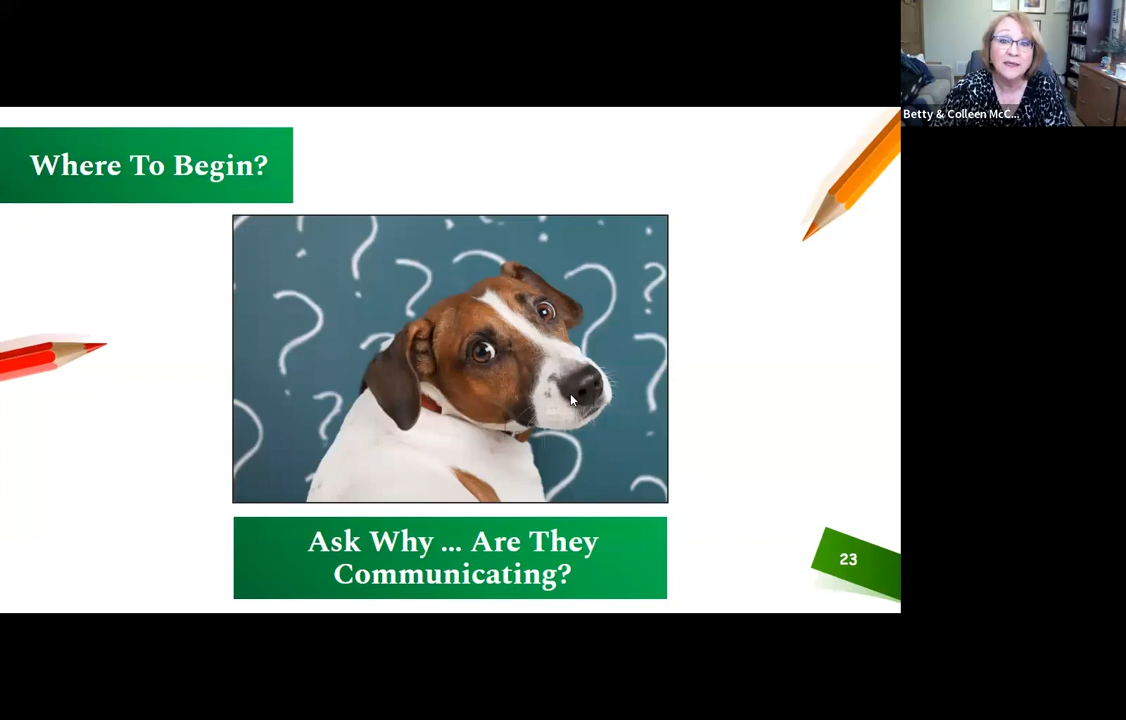 Betty & Colleen McC...
Where To Begin?
Ask Why ... Are They
Communicating?
23